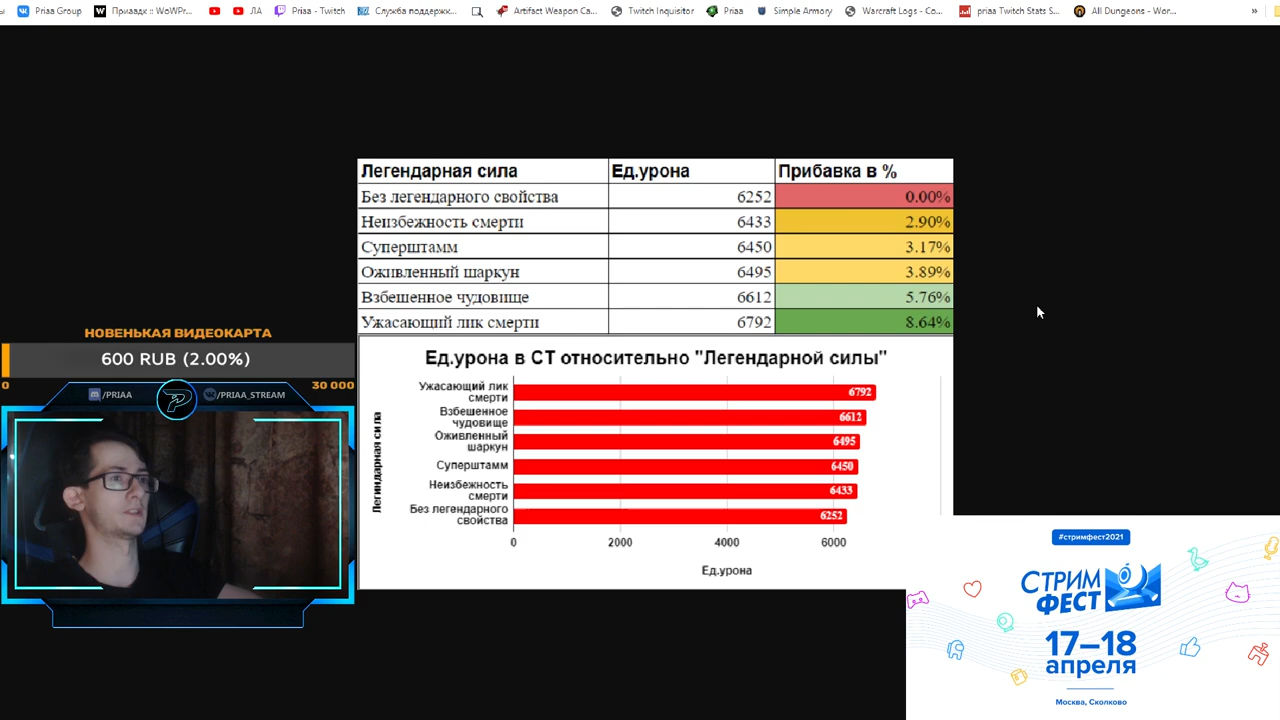 Priaa Group
Приаадк :: WoWPr...
ЛА
Priaa - Twitch
Служба поддержк...
Artifact Weapon Ca...
Twitch Inquisitor
Priaa
Simple Armory
Warcraft Logs - Co...
priaa Twitch Stats S...
All Dungeons - Wor...
»
Легендарная сила Ед.урона Прибавка в %
Без легендарного свойства 6252 0.00%
Неизбежность смерти 6433 2.90%
Суперштамм 6450 3.17%
Оживленный шаркун 6495 3.89%
Взбешенное чудовище 6612 5.76%
Ужасающий лик смерти 6792 8.64%
Ед.урона в СТ относительно "Легендарной силы"
Легиндарная сила
Ужасающий лик
смерти 6792
Взбешенное
чудовище 6612
Оживленный
шаркун 6495
Суперштамм 6450
Неизбежность
смерти 6433
Без легендарного
свойства 6252
0 2000 4000 6000
Ед.урона
НОВЕНЬКАЯ ВИДЕОКАРТА
600 RUB (2.00%)
0 30 000
/PRIAA /PRIAA_STREAM
#стримфест2021
СТРИМ
ФЕСТ
17–18
апреля
Москва, Сколково